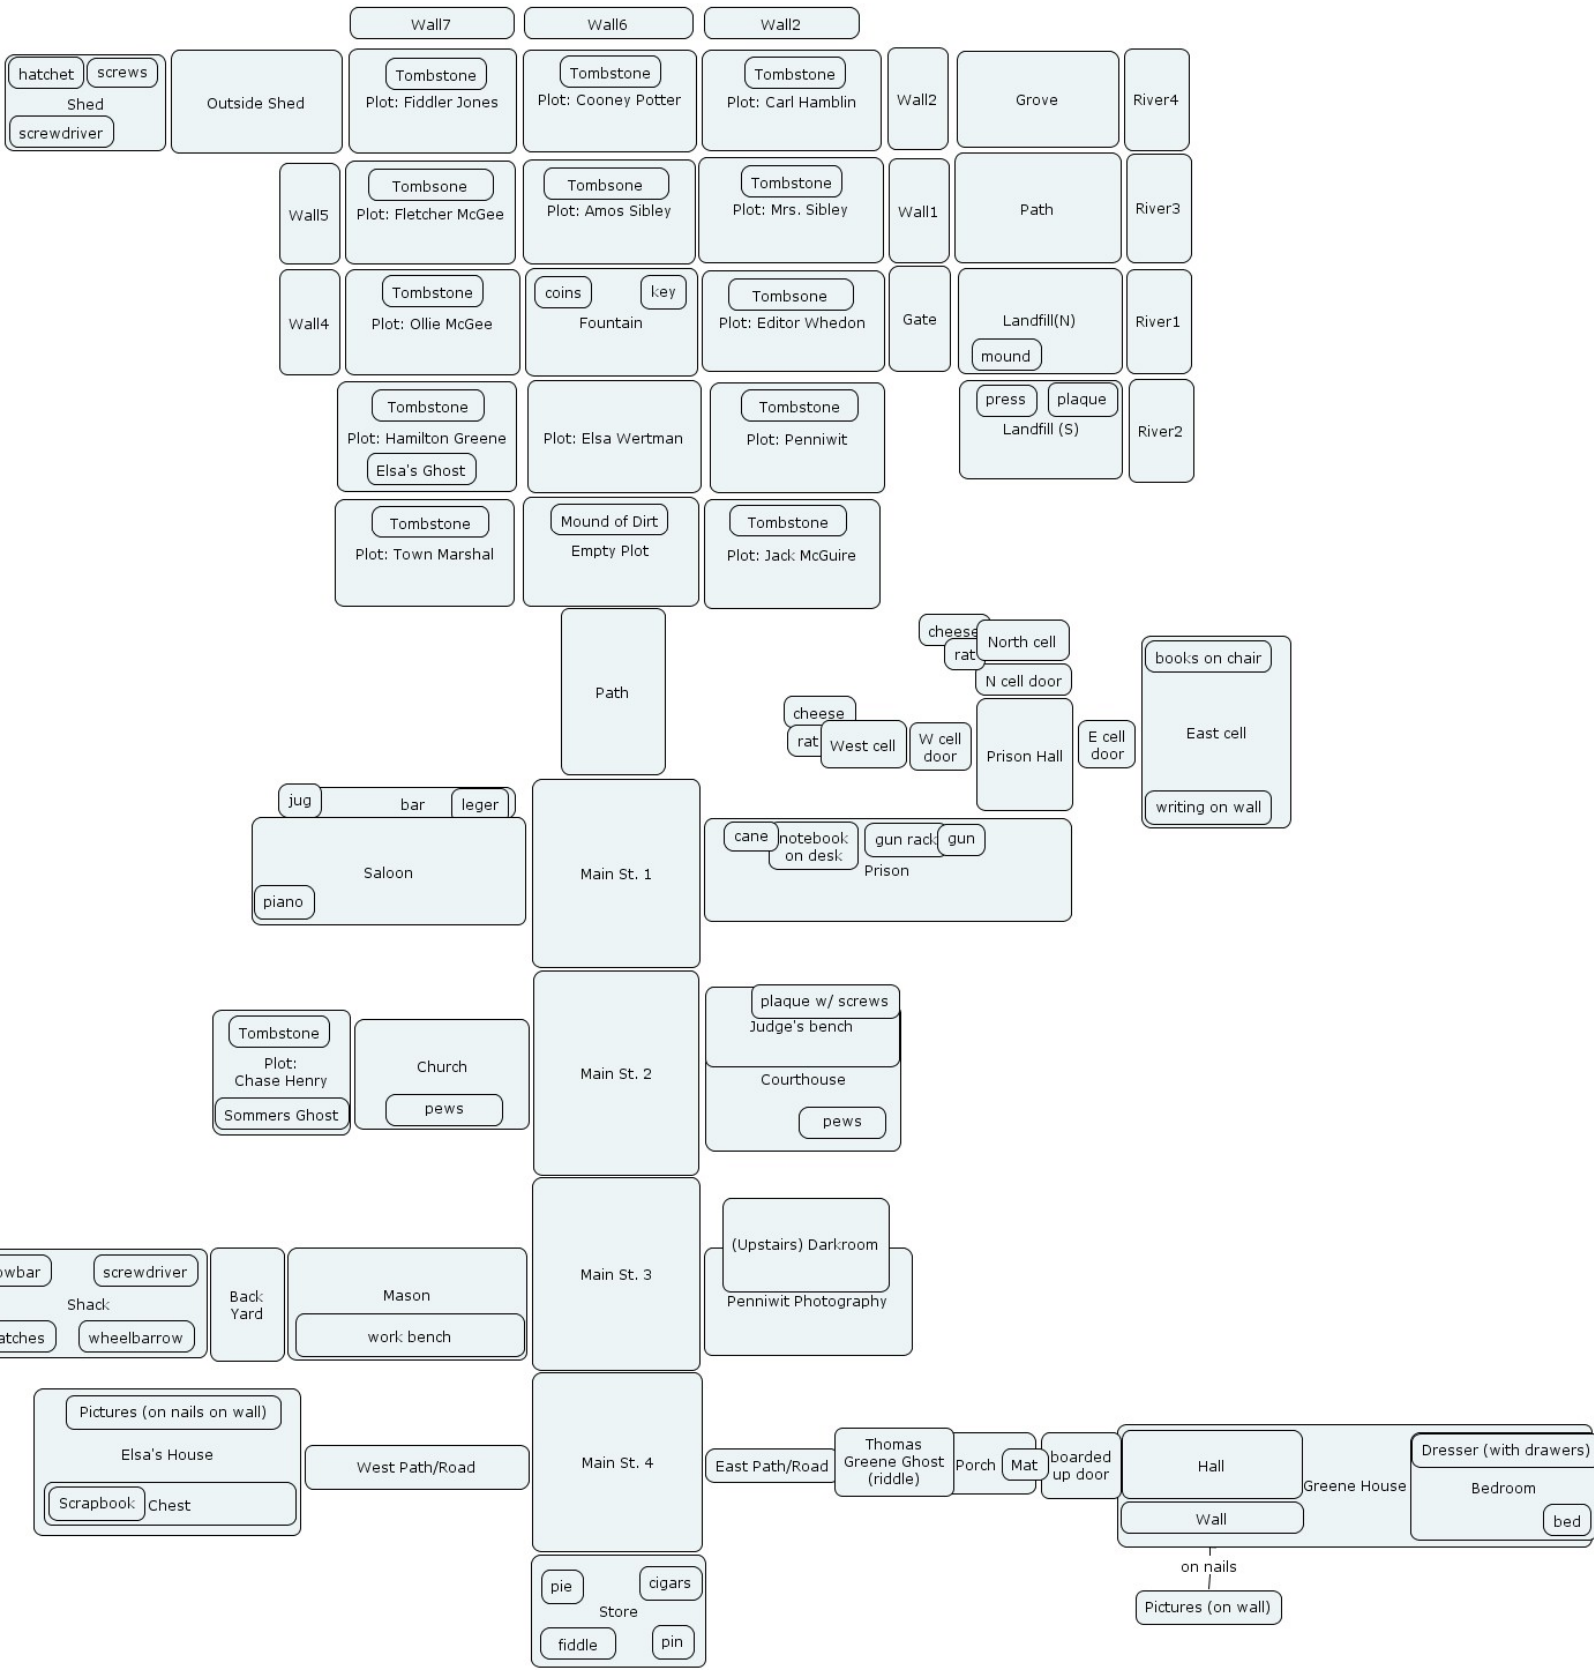 Wall7
Wall6
Wall2
hatchet
screws
Shed
screwdriver
Outside Shed
Tombstone
Plot: Fiddler Jones
Tombstone
Plot: Cooney Potter
Tombstone
Plot: Carl Hamblin
Wall2
Grove
River4
Wall5
Tombsone
Plot: Fletcher McGee
Tombsone
Plot: Amos Sibley
Tombstone
Plot: Mrs. Sibley
Wall1
Path
River3
Wall4
Tombstone
Plot: Ollie McGee
coins
key
Fountain
Tombsone
Plot: Editor Whedon
Gate
Landfill(N)
mound
River1
Tombstone
Plot: Hamilton Greene
Elsa's Ghost
Plot: Elsa Wertman
Tombstone
Plot: Penniwit
press
plaque
Landfill (S)
River2
Tombstone
Plot: Town Marshal
Mound of Dirt
Empty Plot
Tombstone
Plot: Jack McGuire
Path
cheese
rat
North cell
N cell door
cheese
rat
West cell
W cell
door
Prison Hall
E cell
door
books on chair
East cell
writing on wall
jug
bar
leger
Saloon
piano
Main St. 1
cane
notebook
on desk
gun rack
gun
Prison
Tombstone
Plot:
Chase Henry
Sommers Ghost
Church
pews
Main St. 2
plaque w/ screws
Judge's bench
Courthouse
pews
owbar
screwdriver
Shack
atches
wheelbarrow
Back
Yard
Mason
work bench
Main St. 3
(Upstairs) Darkroom
Penniwit Photography
Pictures (on nails on wall)
Elsa's House
Scrapbook
Chest
West Path/Road
Main St. 4
East Path/Road
Thomas
Greene Ghost
(riddle)
Porch
Mat
boarded
up door
Hall
Wall
Greene House
Dresser (with drawers)
Bedroom
bed
on nails
Pictures (on wall)
pie
cigars
Store
fiddle
pin